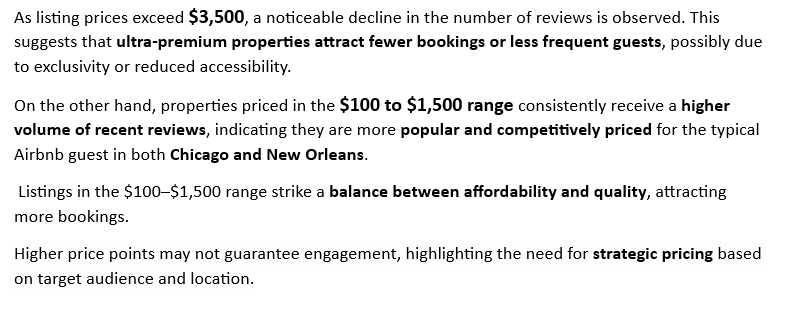 As listing prices exceed $3,500, a noticeable decline in the number of reviews is observed. This
suggests that ultra-premium properties attract fewer bookings or less frequent guests, possibly due
to exclusivity or reduced accessibility.
On the other hand, properties priced in the $100 to $1,500 range consistently receive a higher
volume of recent reviews, indicating they are more popular and competitively priced for the typical
Airbnb guest in both Chicago and New Orleans.
Listings in the $100–$1,500 range strike a balance between affordability and quality, attracting
more bookings.
Higher price points may not guarantee engagement, highlighting the need for strategic pricing based
on target audience and location.